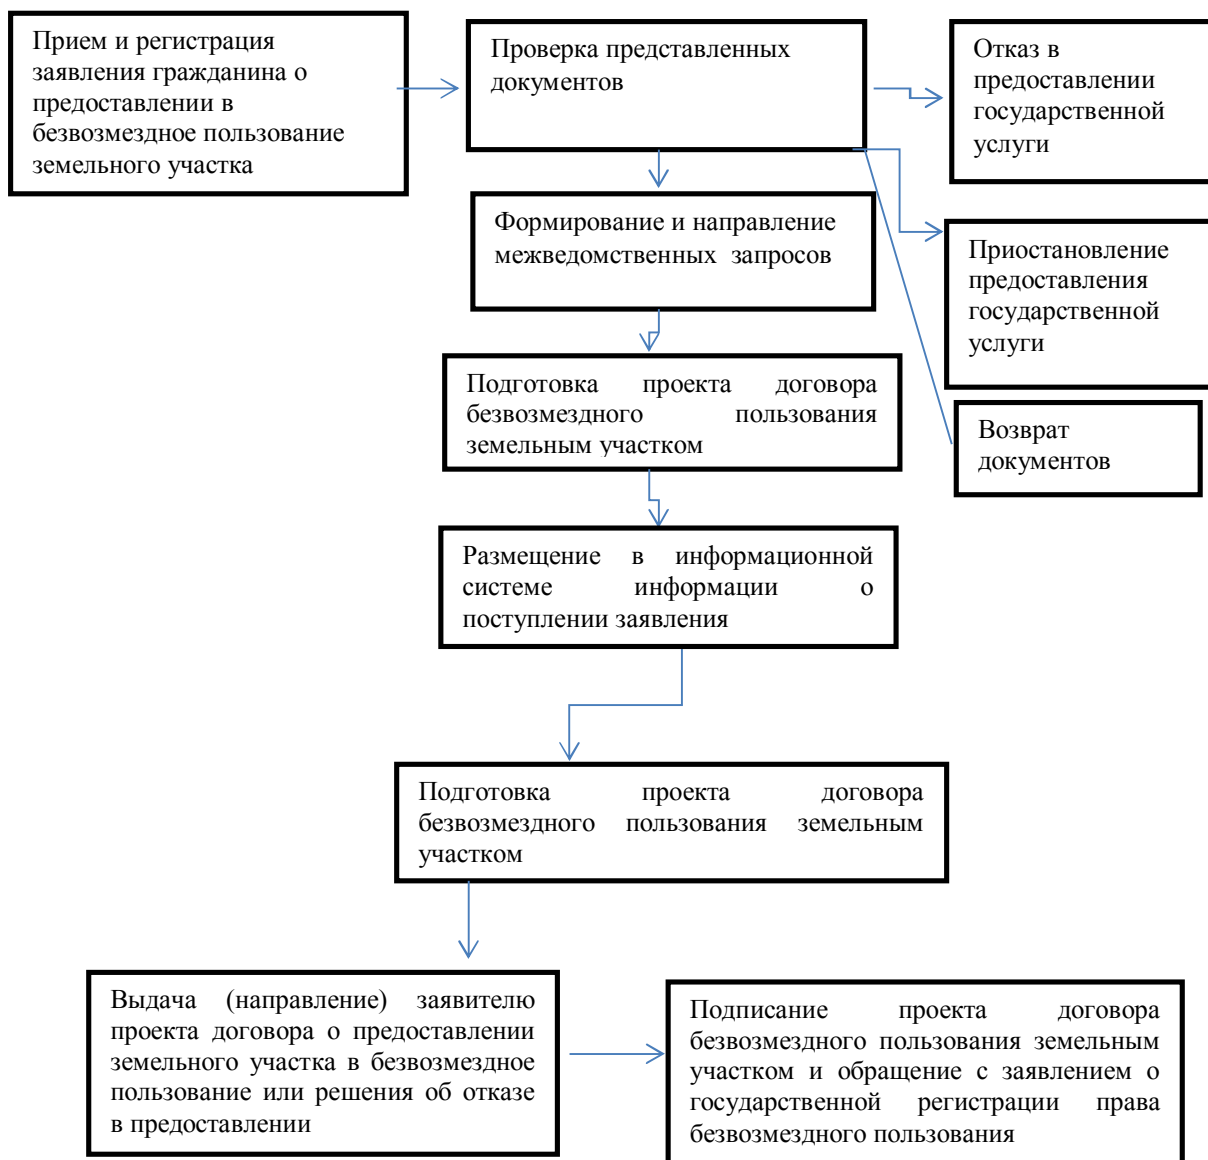 Прием и регистрация
заявления гражданина о
предоставлении в
безвозмездное пользование
земельного участка
Проверка представленных
документов
Отказ в
предоставлении
государственной
услуги
Формирование и направление
межведомственных запросов
Приостановление
предоставления
государственной
услуги
Подготовка проекта договора
безвозмездного пользования
земельным участком
Возврат
документов
Размещение в информационной
системе информации о
поступлении заявления
Подготовка проекта договора
безвозмездного пользования земельным
участком
Выдача (направление) заявителю
проекта договора о предоставлении
земельного участка в безвозмездное
пользование или решения об отказе
в предоставлении
Подписание проекта договора
безвозмездного пользования земельным
участком и обращение с заявлением о
государственной регистрации права
безвозмездного пользования